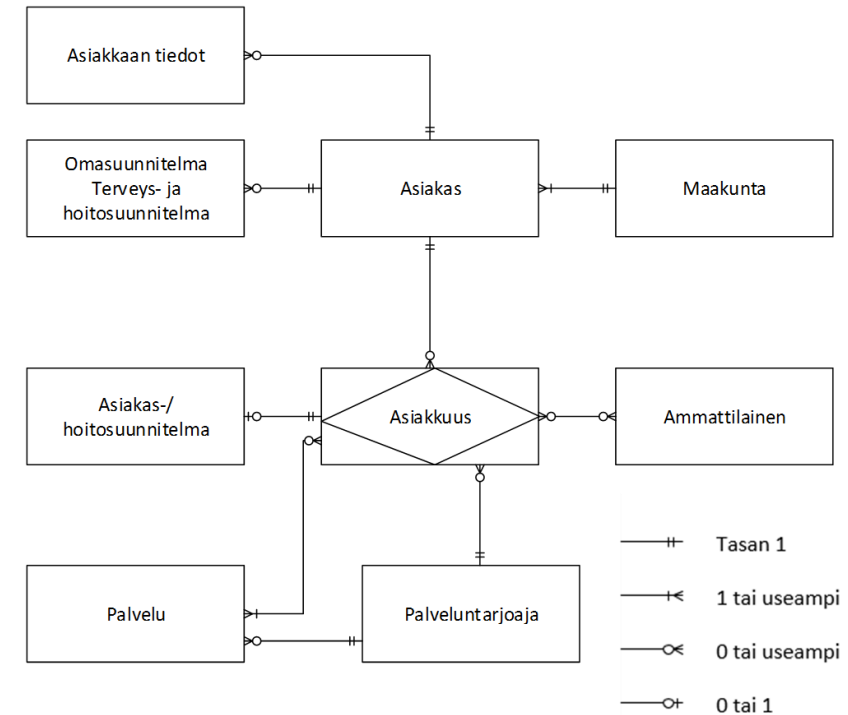 Asiakkaan tiedot
Omasuunnitelma
Terveys- ja
hoitosuunnitelma
Asiakas
Maakunta
Asiakas-/
hoitosuunnitelma
Asiakkuus
Ammattilainen
Palvelu
Palveluntarjoaja
Tasan 1
1 tai useampi
0 tai useampi
0 tai 1